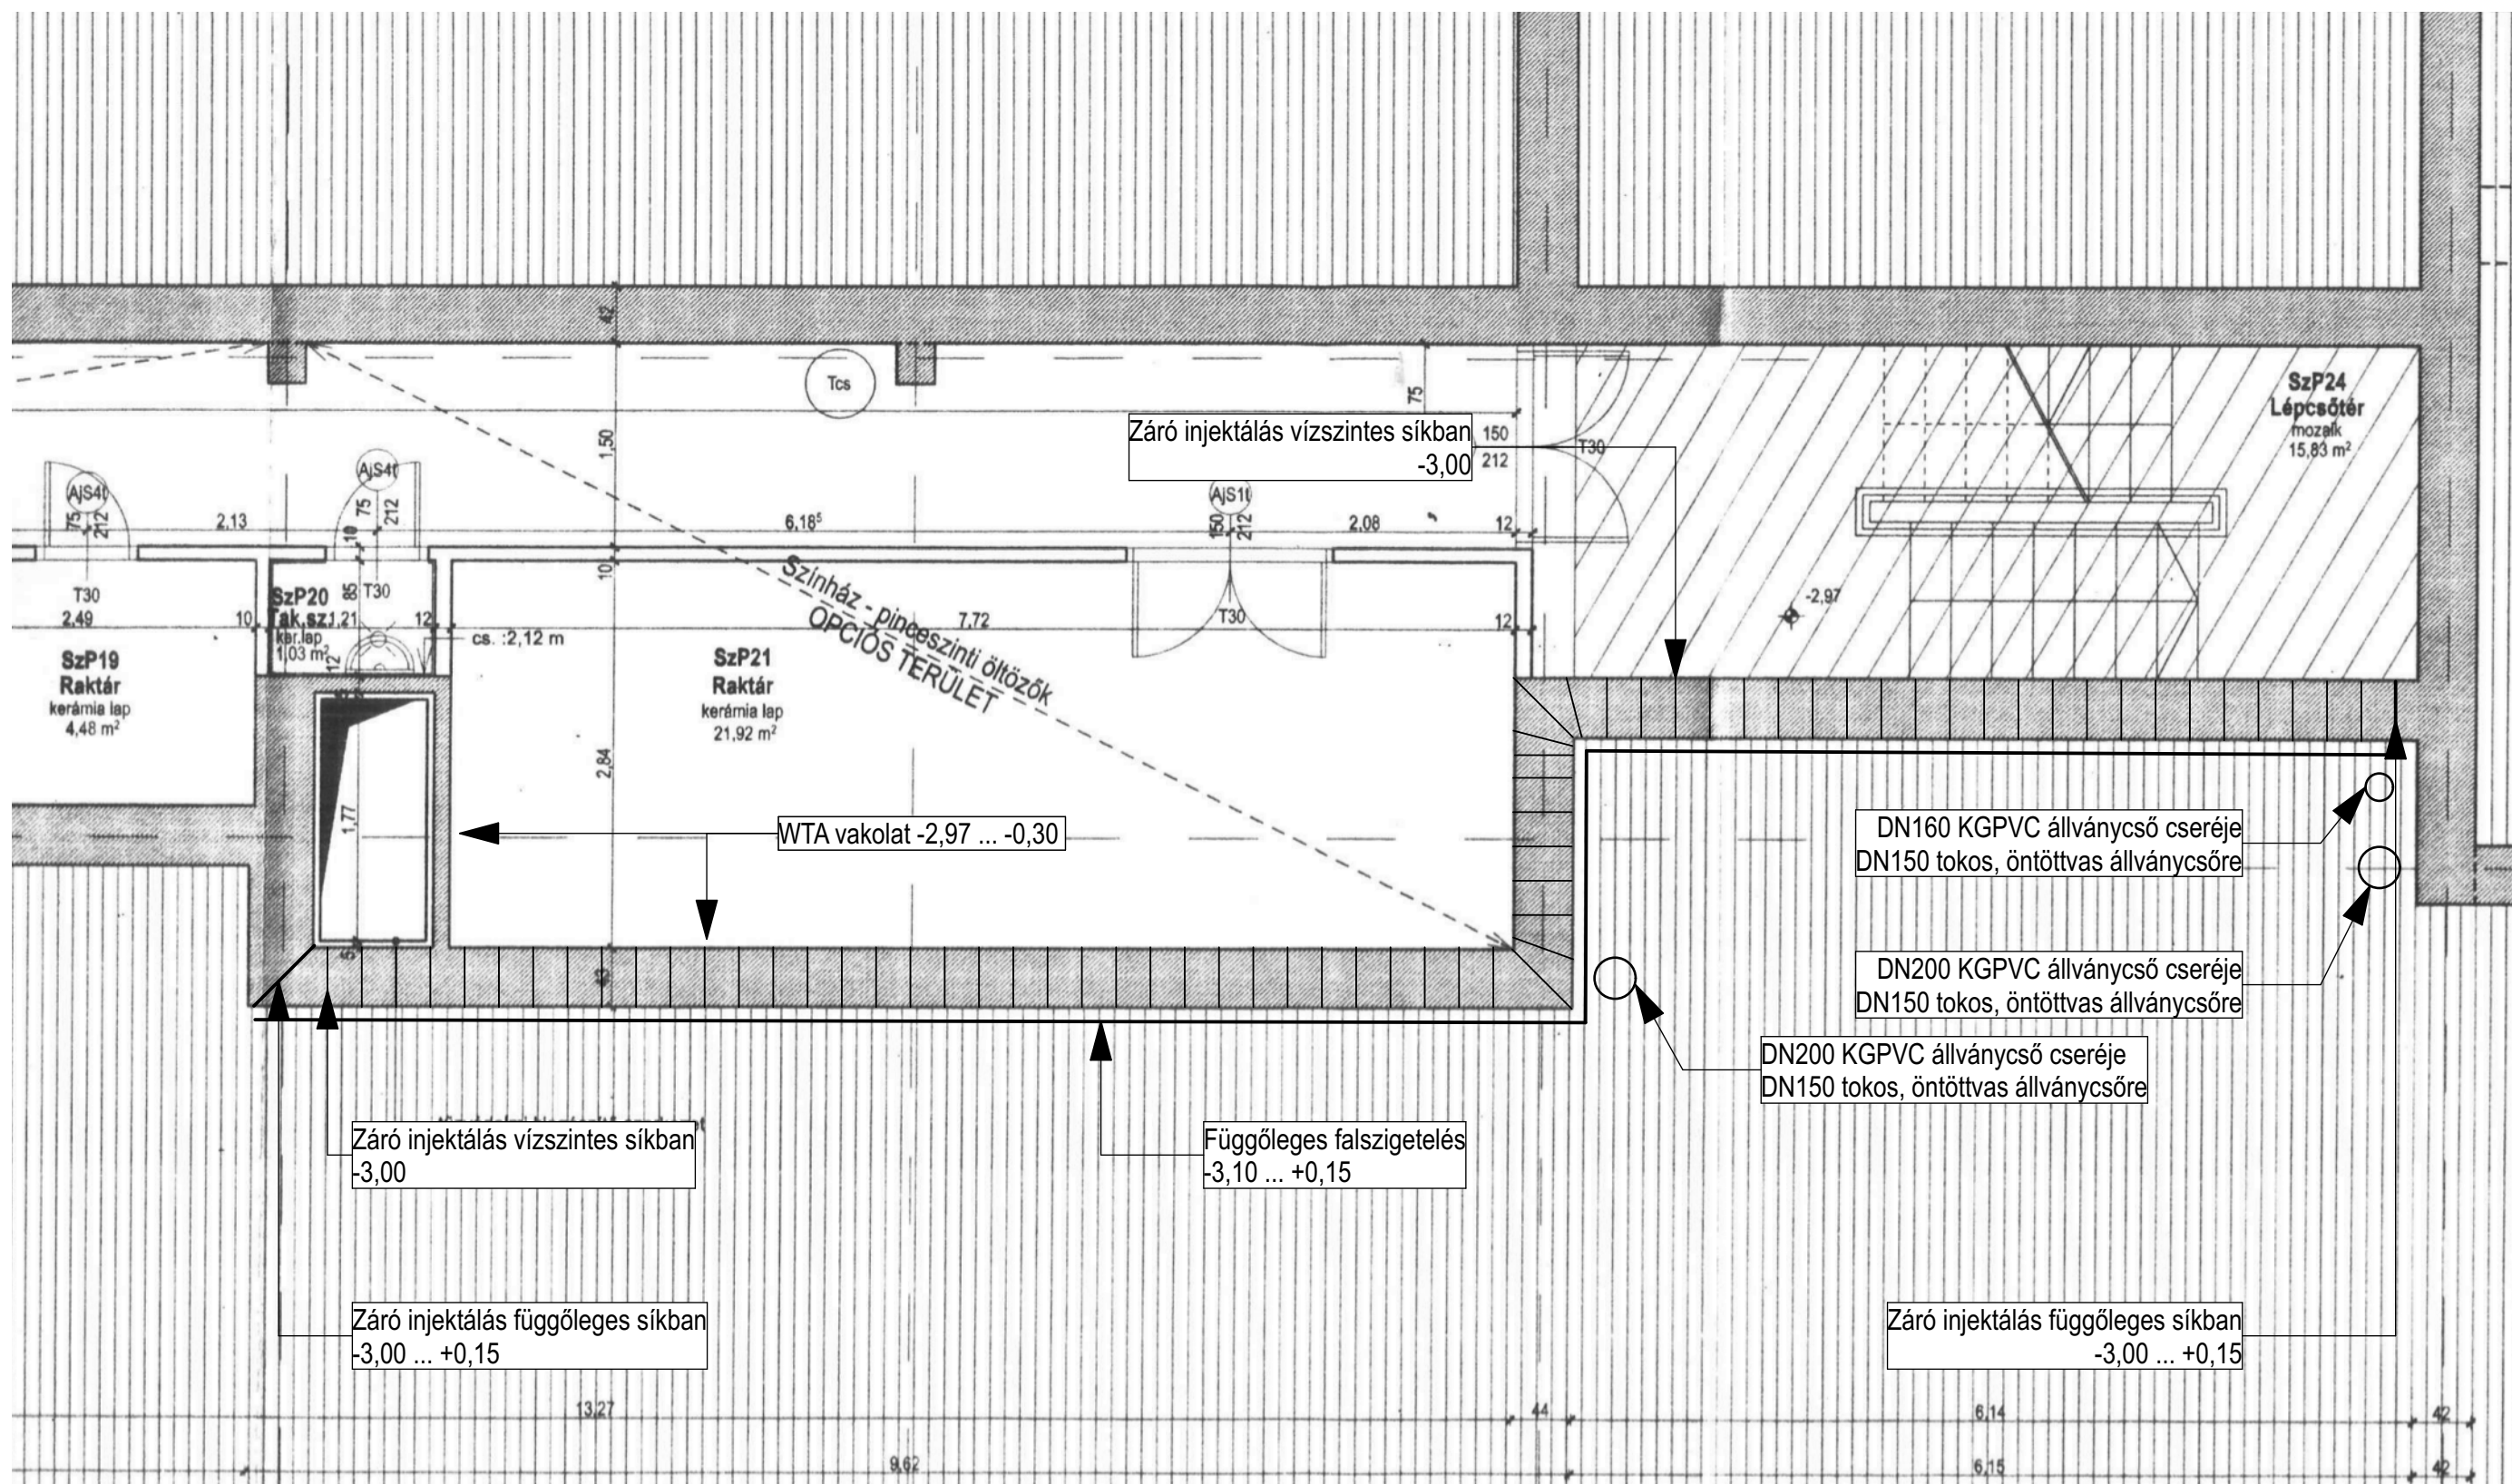 42
Tcs
75
SzP24
Lépcsőtér
mozaik
15,83 m²
1,50
Záró injektálás vízszintes síkban
-3,00
150
212
T30
AjS4t
75
212
AjS4t
75
212
AjS1t
150
212
2,13
10
6,18⁵
2,08
12
T30
2,49
10
SzP20
Tak.sz.
1,21
ker.lap
1,03 m²
85
T30
12
12
cs. :2,12 m
10
7,72
T30
12
-2,97
Színház - pinceszinti öltözők
OPCIÓS TERÜLET
SzP19
Raktár
kerámia lap
4,48 m²
SzP21
Raktár
kerámia lap
21,92 m²
2,84
1,77
5
WTA vakolat -2,97 ... -0,30
DN160 KGPVC állványcső cseréje
DN150 tokos, öntöttvas állványcsőre
DN200 KGPVC állványcső cseréje
DN150 tokos, öntöttvas állványcsőre
DN200 KGPVC állványcső cseréje
DN150 tokos, öntöttvas állványcsőre
Záró injektálás vízszintes síkban
-3,00
Függőleges falszigetelés
-3,10 ... +0,15
Záró injektálás függőleges síkban
-3,00 ... +0,15
Záró injektálás függőleges síkban
-3,00 ... +0,15
13,27
44
6,14
42
9,62
6,15
42